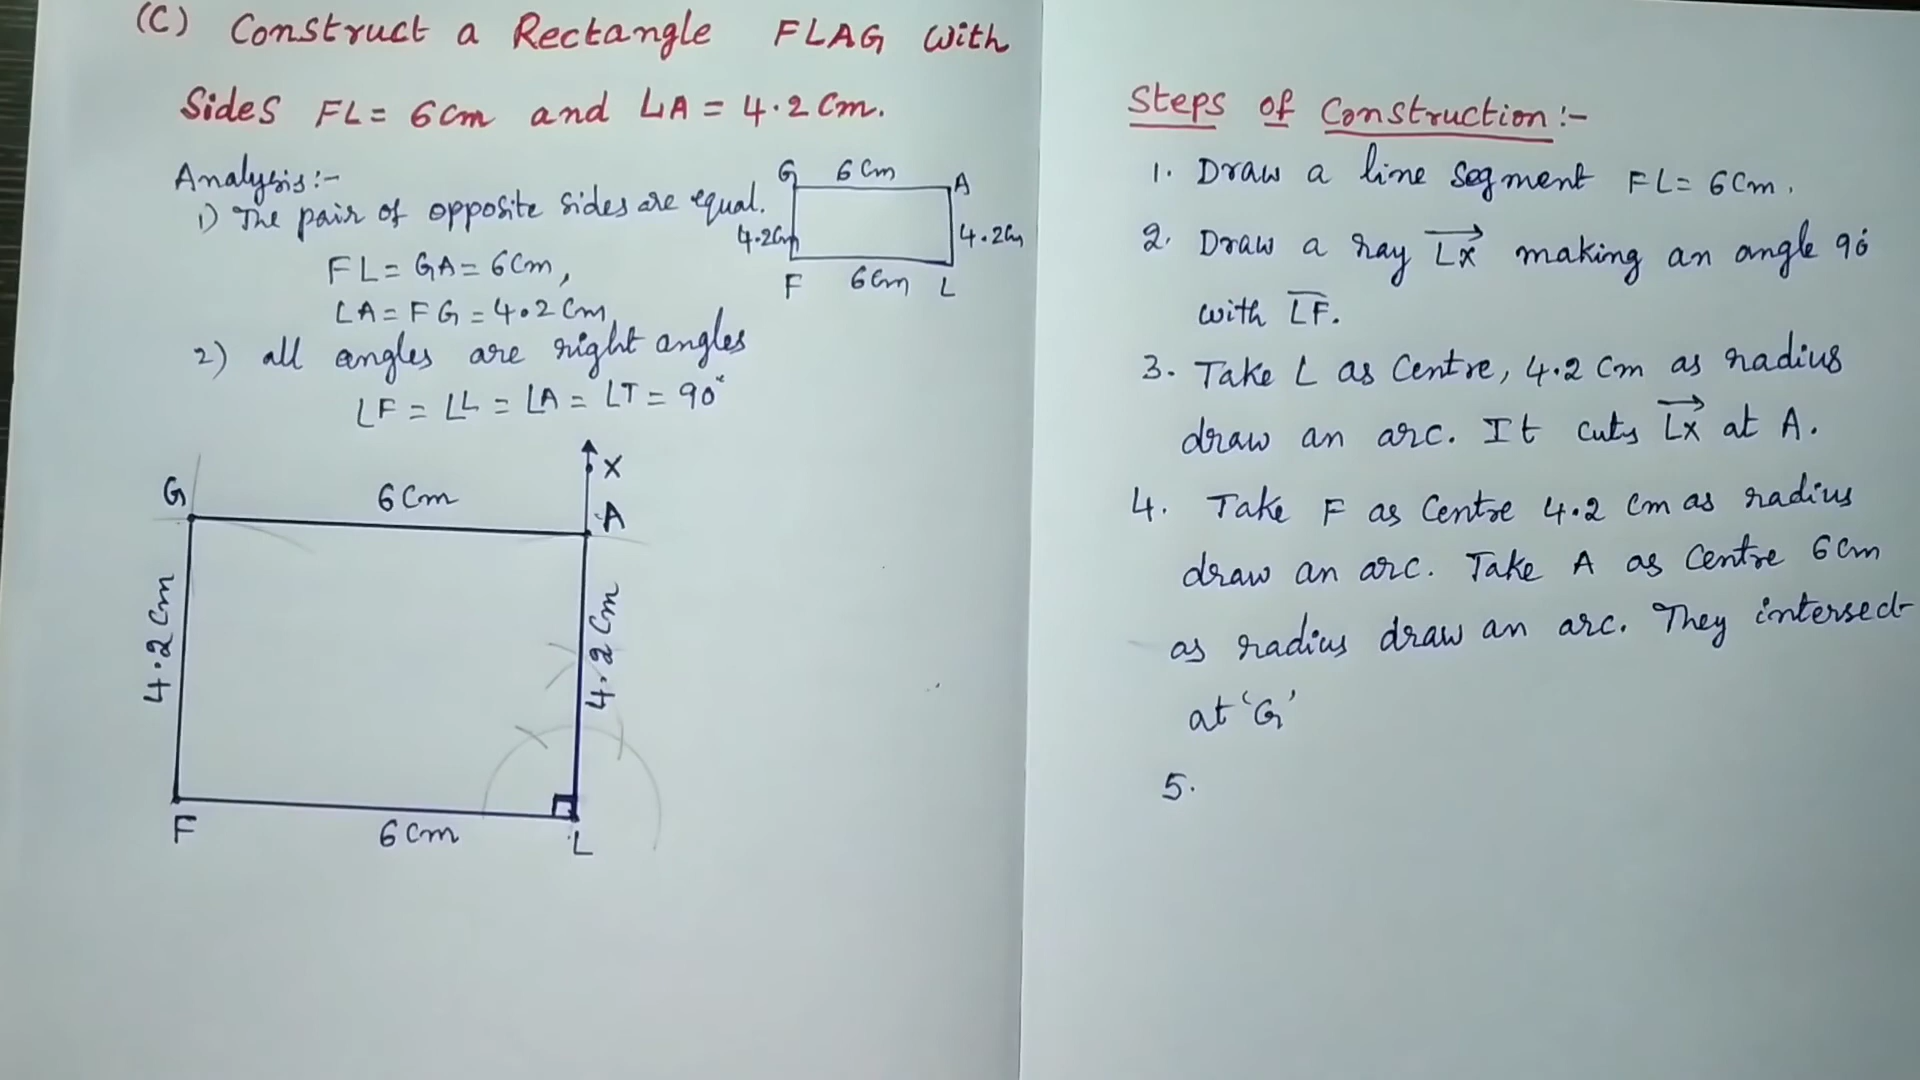 (C) Construct a Rectangle FLAG with
Sides FL = 6cm and LA = 4.2 Cm.
Analysis:-
1) The pair of opposite sides are equal.
FL = GA = 6Cm,
LA = FG = 4.2 Cm
2) all angles are right angles
∠F = ∠L = ∠A = ∠T = 90°
G 6 Cm A
4.2Cm 4.2Cm
F 6Cm L
X
G 6 Cm A
4.2 Cm 4.2 Cm
F 6 Cm L
Steps of Construction:-
1. Draw a line segment FL = 6Cm.
2. Draw a ray \overrightarrow{LX} making an angle 90°
with \overline{LF}.
3. Take L as Centre, 4.2 Cm as radius
draw an arc. It cuts \overrightarrow{LX} at A.
4. Take F as Centre 4.2 Cm as radius
draw an arc. Take A as Centre 6 Cm
as radius draw an arc. They intersect
at 'G'
5.